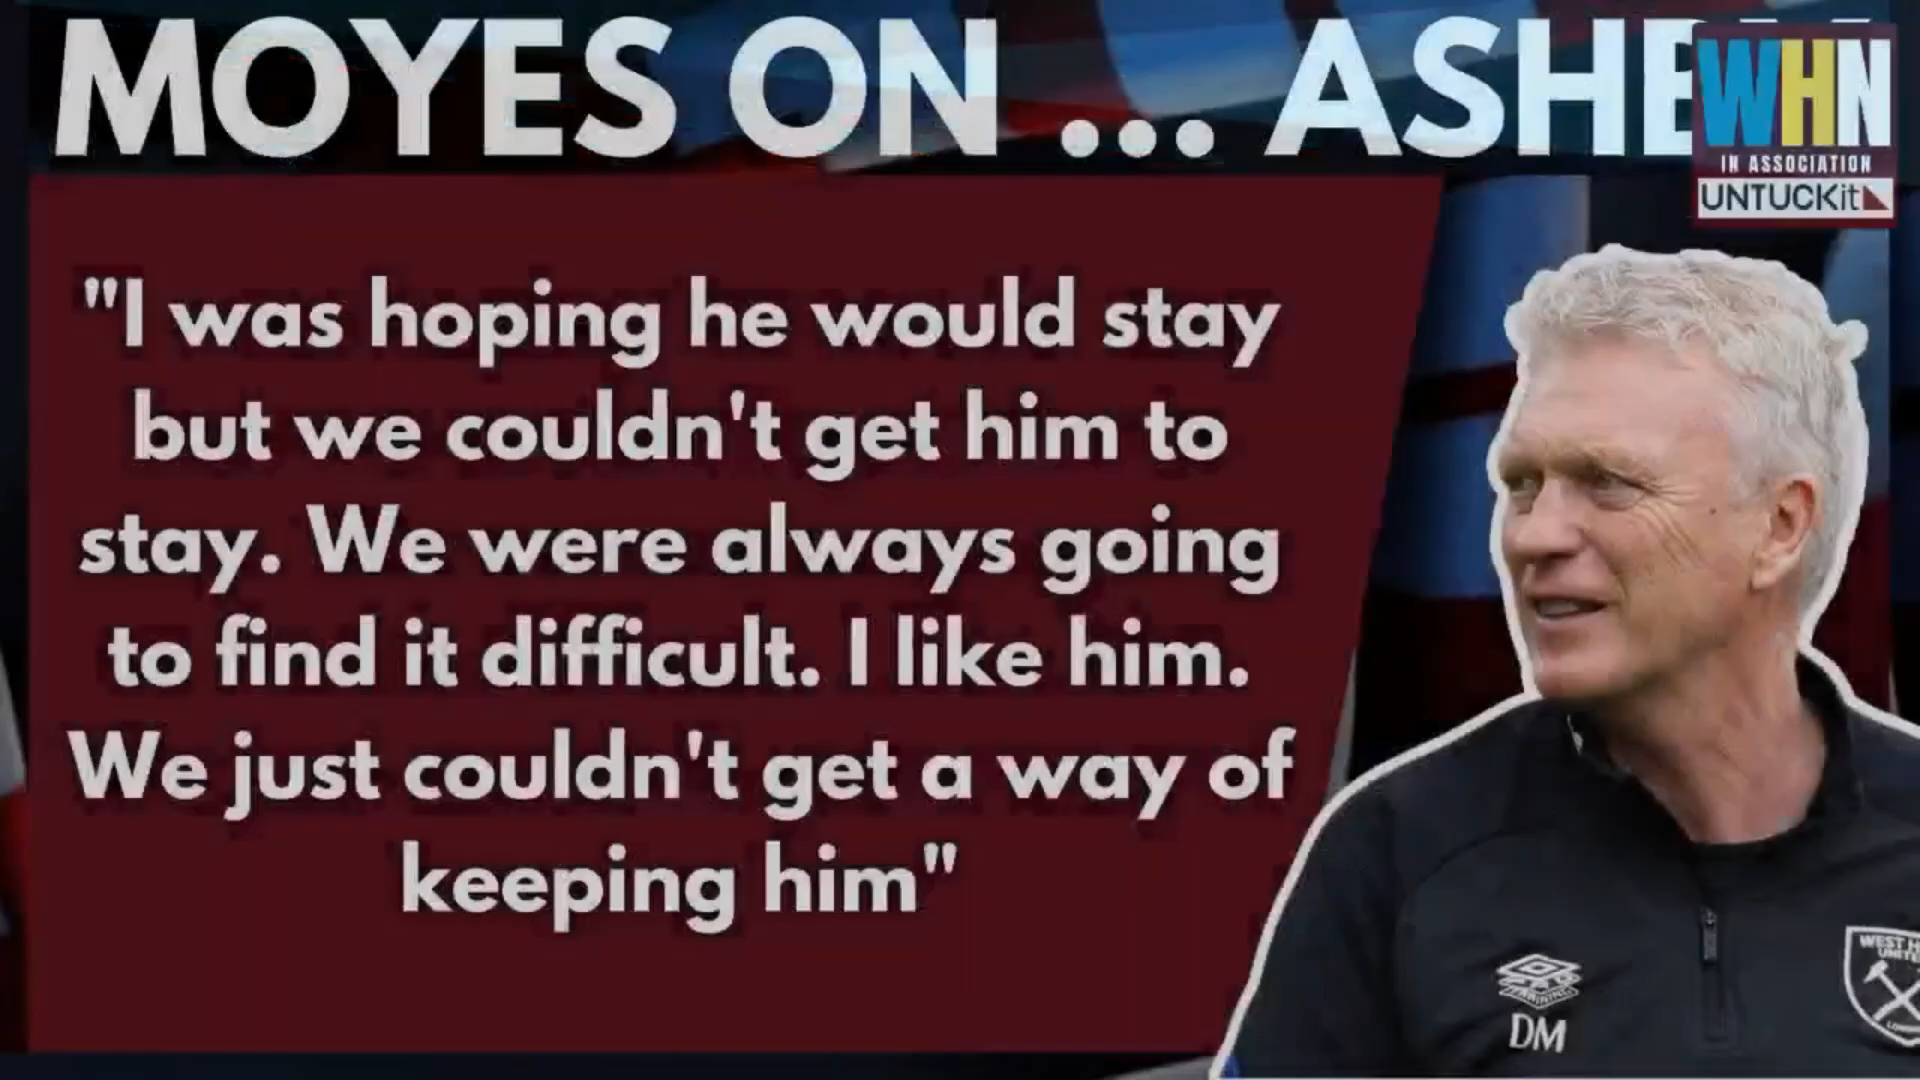 MOYES ON ...
WHN
IN ASSOCIATION
UNTUCKit
"I was hoping he would stay
but we couldn't get him to
stay. We were always going
to find it difficult. I like him.
We just couldn't get a way of
keeping him"
DM
WEST